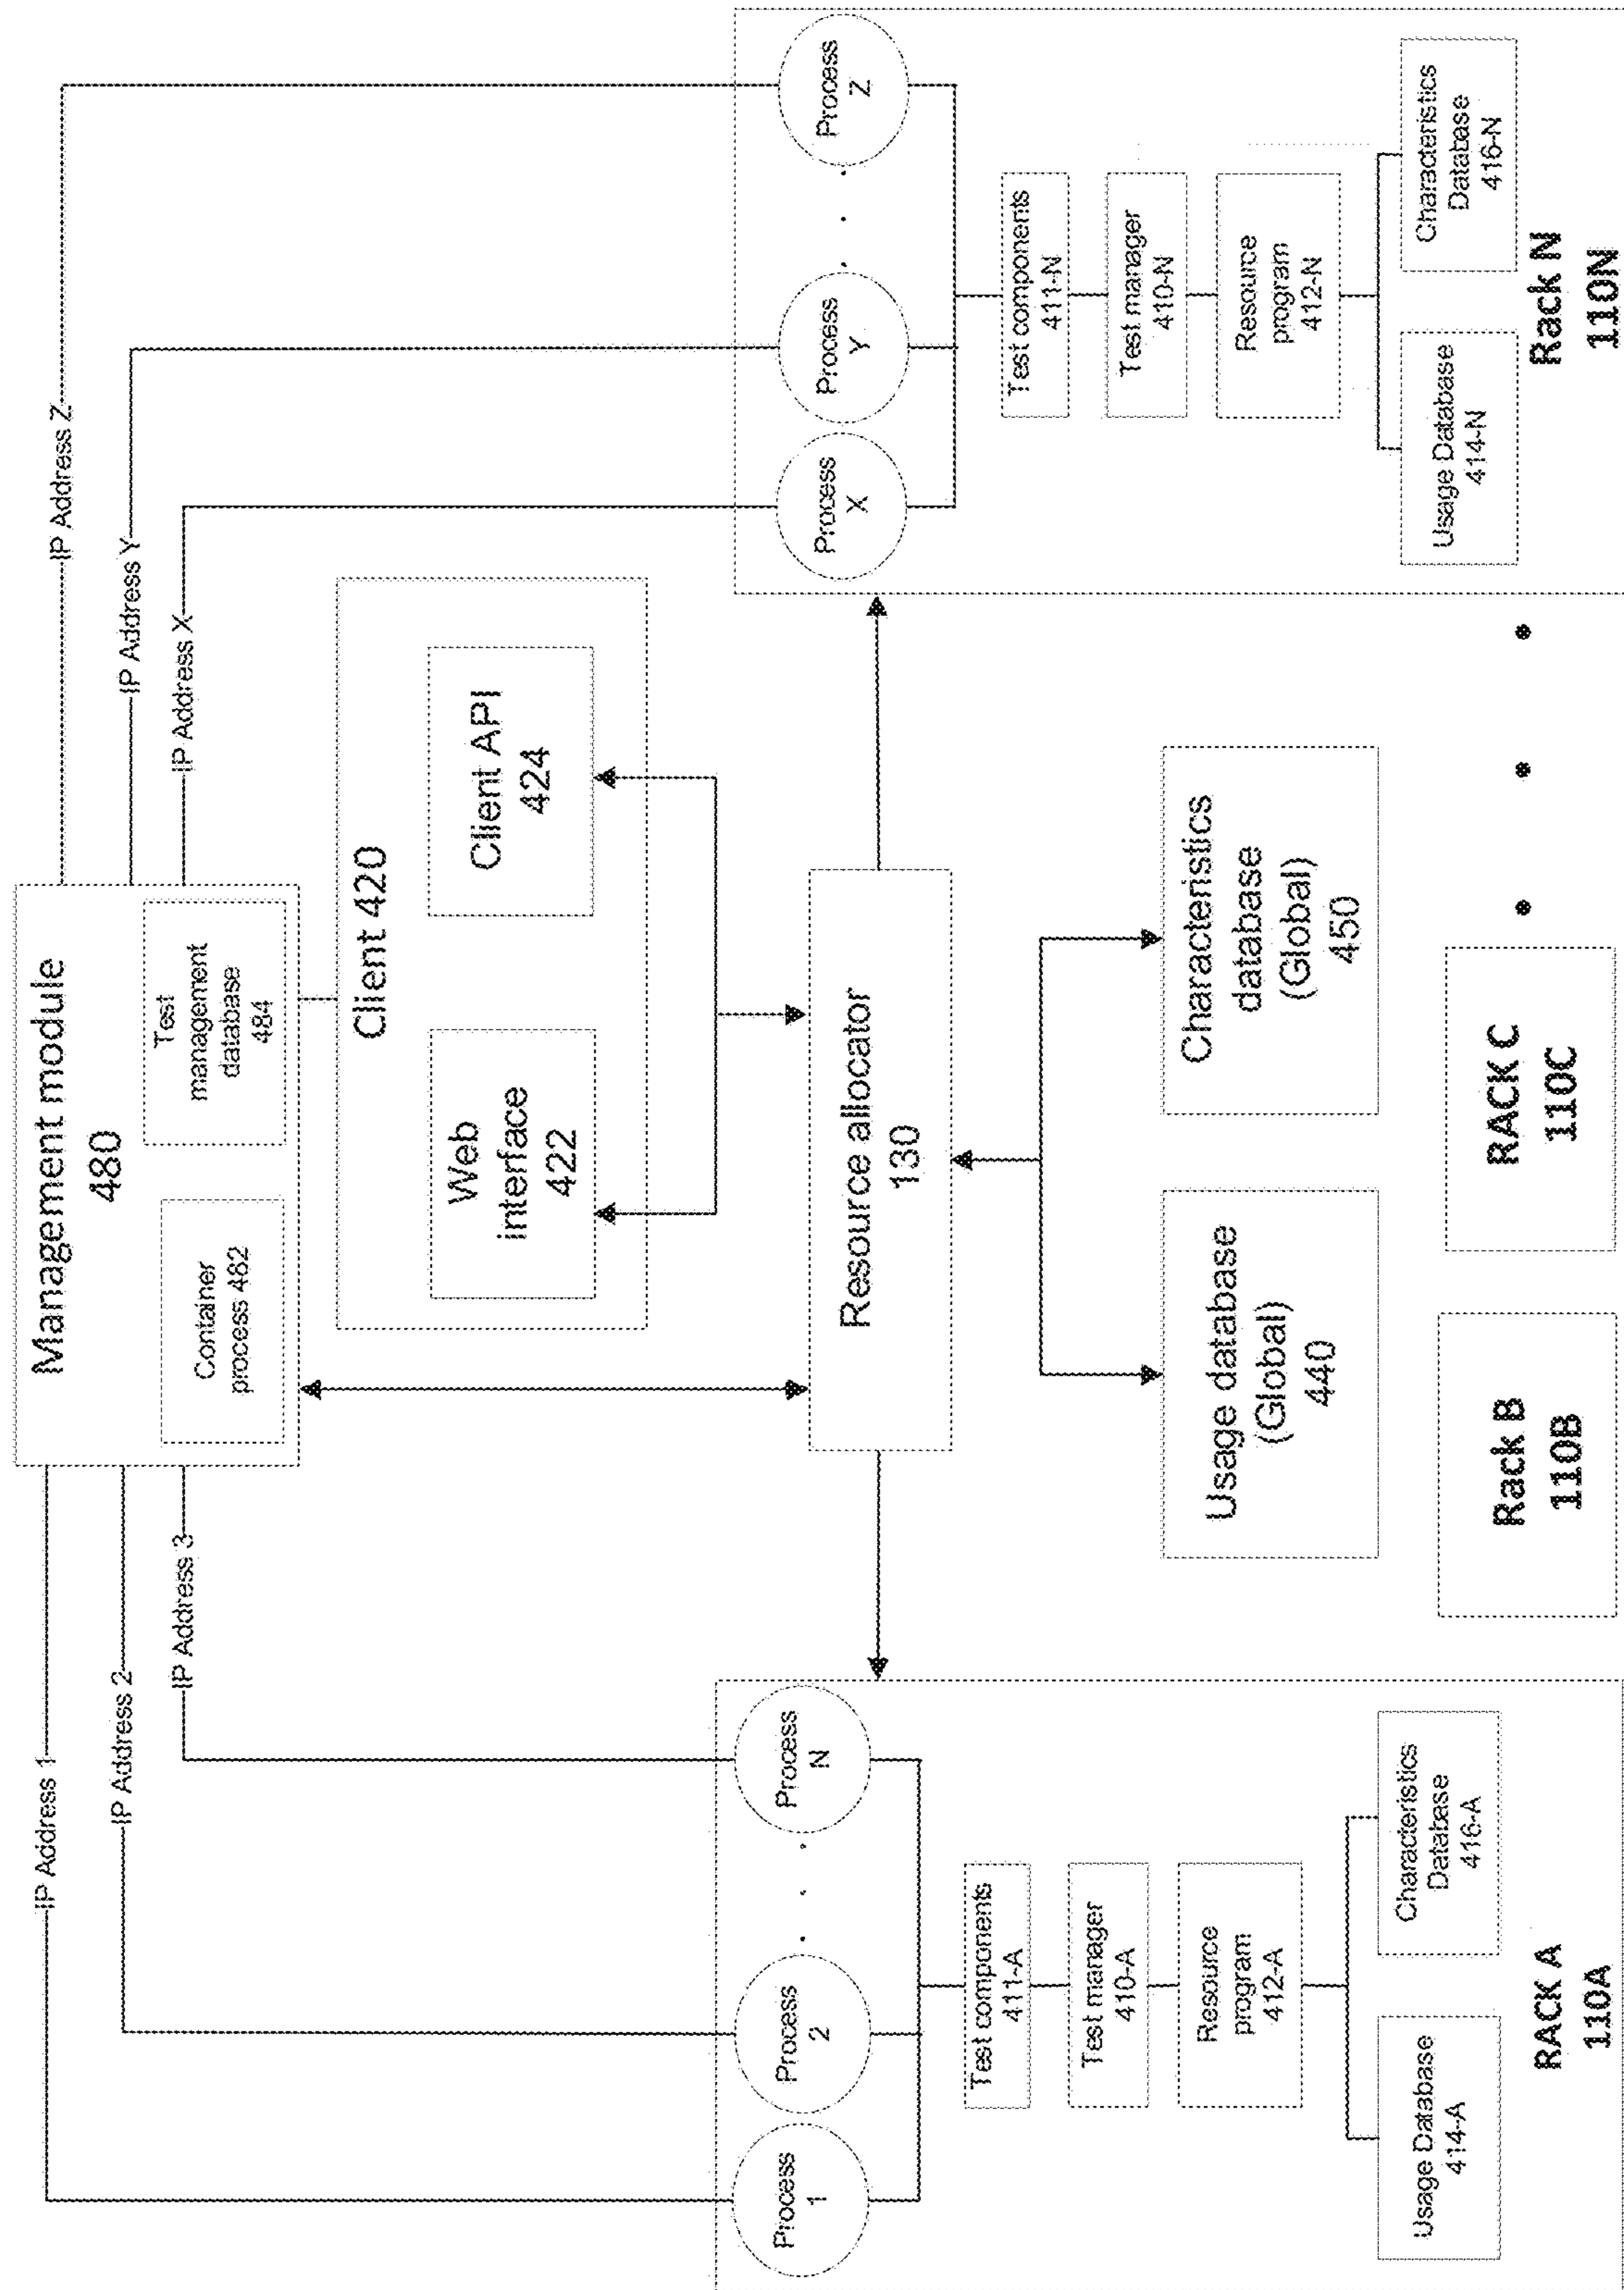 IP Address 1
IP Address 2
IP Address 3
Management module
480
Container
process 482
Test
management
database
484
IP Address Z
IP Address Y
IP Address X
Client 420
Web
interface
422
Client API
424
Resource allocator
130
Usage database
(Global)
440
Characteristics
database
(Global)
450
Process
1
Process
2
Process
N
Test components
411-A
Test manager
410-A
Resource
program
412-A
Usage Database
414-A
Characteristics
Database
416-A
RACK A
110A
Rack B
110B
RACK C
110C
Process
X
Process
Y
Process
Z
Test components
411-N
Test manager
410-N
Resource
program
412-N
Usage Database
414-N
Characteristics
Database
416-N
Rack N
110N